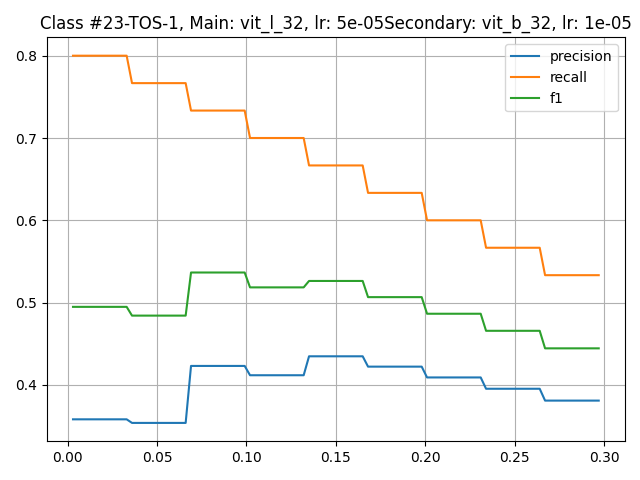 Class #23-TOS-1, Main: vit_l_32, lr: 5e-05Secondary: vit_b_32, lr: 1e-05
precision
recall
f1
0.8
0.7
0.6
0.5
0.4
0.00 0.05 0.10 0.15 0.20 0.25 0.30